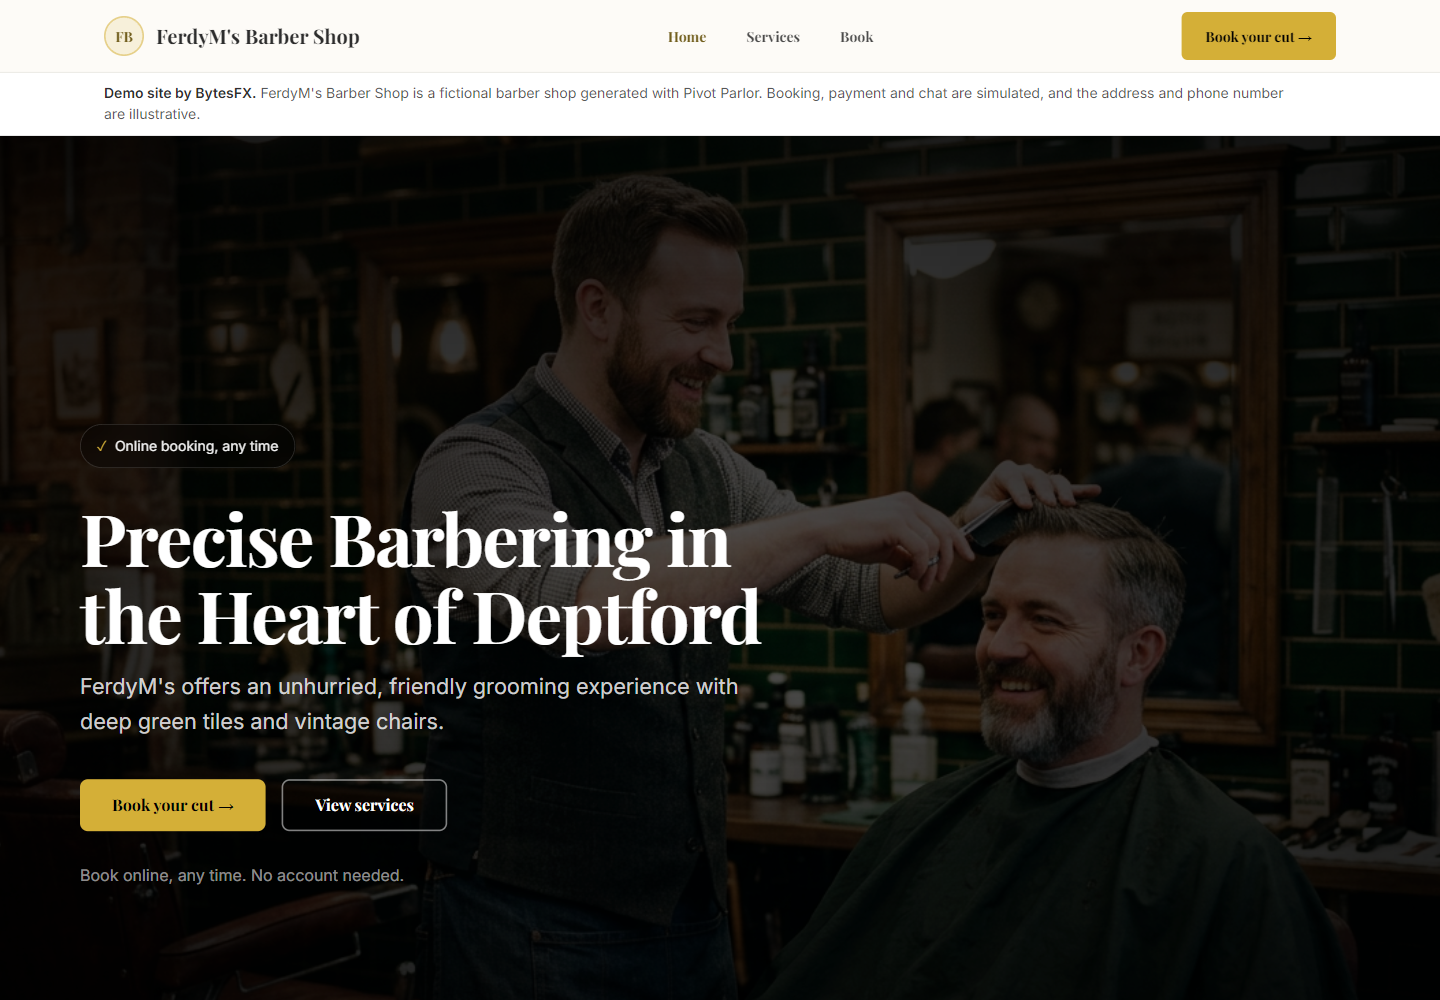 FB
FerdyM's Barber Shop
Home
Services
Book
Book your cut →
Demo site by BytesFX. FerdyM's Barber Shop is a fictional barber shop generated with Pivot Parlor. Booking, payment and chat are simulated, and the address and phone number
are illustrative.
✓ Online booking, any time
Precise Barbering in
the Heart of Deptford
FerdyM's offers an unhurried, friendly grooming experience with
deep green tiles and vintage chairs.
Book your cut →
View services
Book online, any time. No account needed.